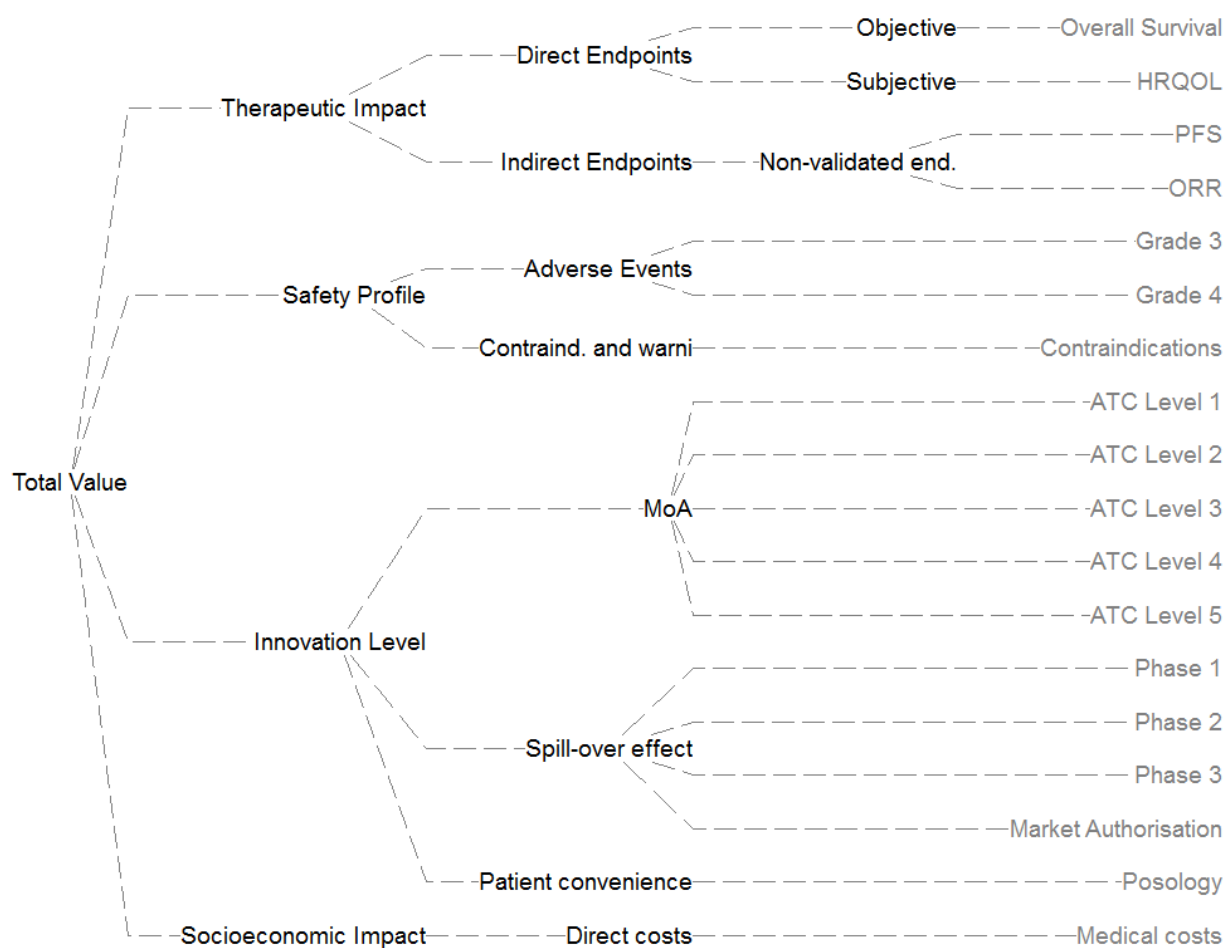 Objective
Overall Survival
Direct Endpoints
Subjective
HRQOL
Therapeutic Impact
PFS
Indirect Endpoints
Non-validated end.
ORR
Grade 3
Adverse Events
Safety Profile
Grade 4
Contraind. and warni
Contraindications
ATC Level 1
ATC Level 2
Total Value
MoA
ATC Level 3
ATC Level 4
ATC Level 5
Innovation Level
Phase 1
Phase 2
Spill-over effect
Phase 3
Market Authorisation
Patient convenience
Posology
Socioeconomic Impact
Direct costs
Medical costs